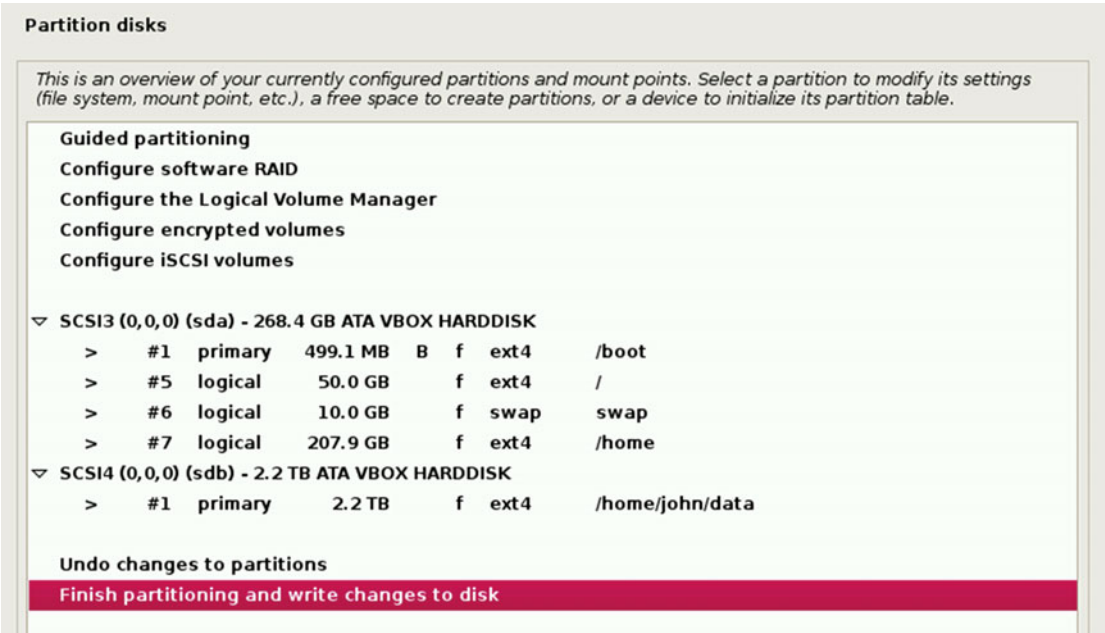 Partition disks
This is an overview of your currently configured partitions and mount points. Select a partition to modify its settings
(file system, mount point, etc.), a free space to create partitions, or a device to initialize its partition table.
Guided partitioning
Configure software RAID
Configure the Logical Volume Manager
Configure encrypted volumes
Configure iSCSI volumes
SCSI3 (0,0,0) (sda) - 268.4 GB ATA VBOX HARDDISK
> #1 primary 499.1 MB B f ext4 /boot
> #5 logical 50.0 GB f ext4 /
> #6 logical 10.0 GB f swap swap
> #7 logical 207.9 GB f ext4 /home
SCSI4 (0,0,0) (sdb) - 2.2 TB ATA VBOX HARDDISK
> #1 primary 2.2 TB f ext4 /home/john/data
Undo changes to partitions
Finish partitioning and write changes to disk